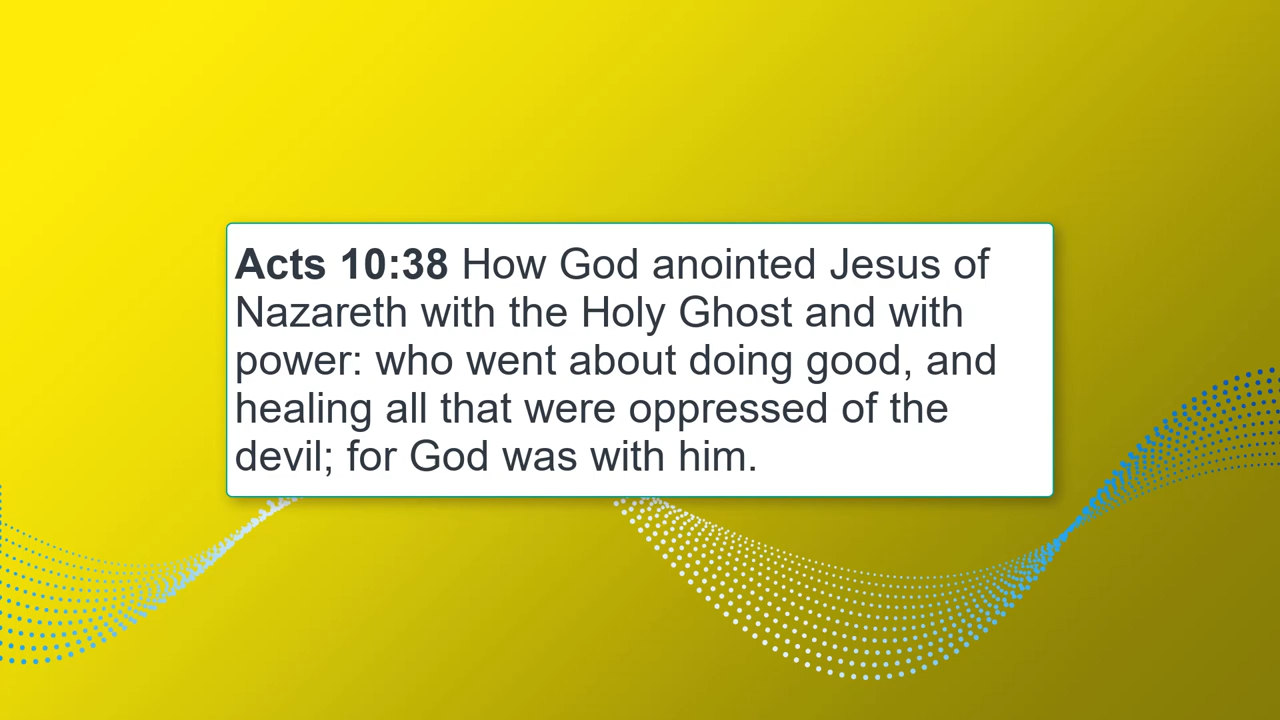 Acts 10:38 How God anointed Jesus of
Nazareth with the Holy Ghost and with
power: who went about doing good, and
healing all that were oppressed of the
devil; for God was with him.